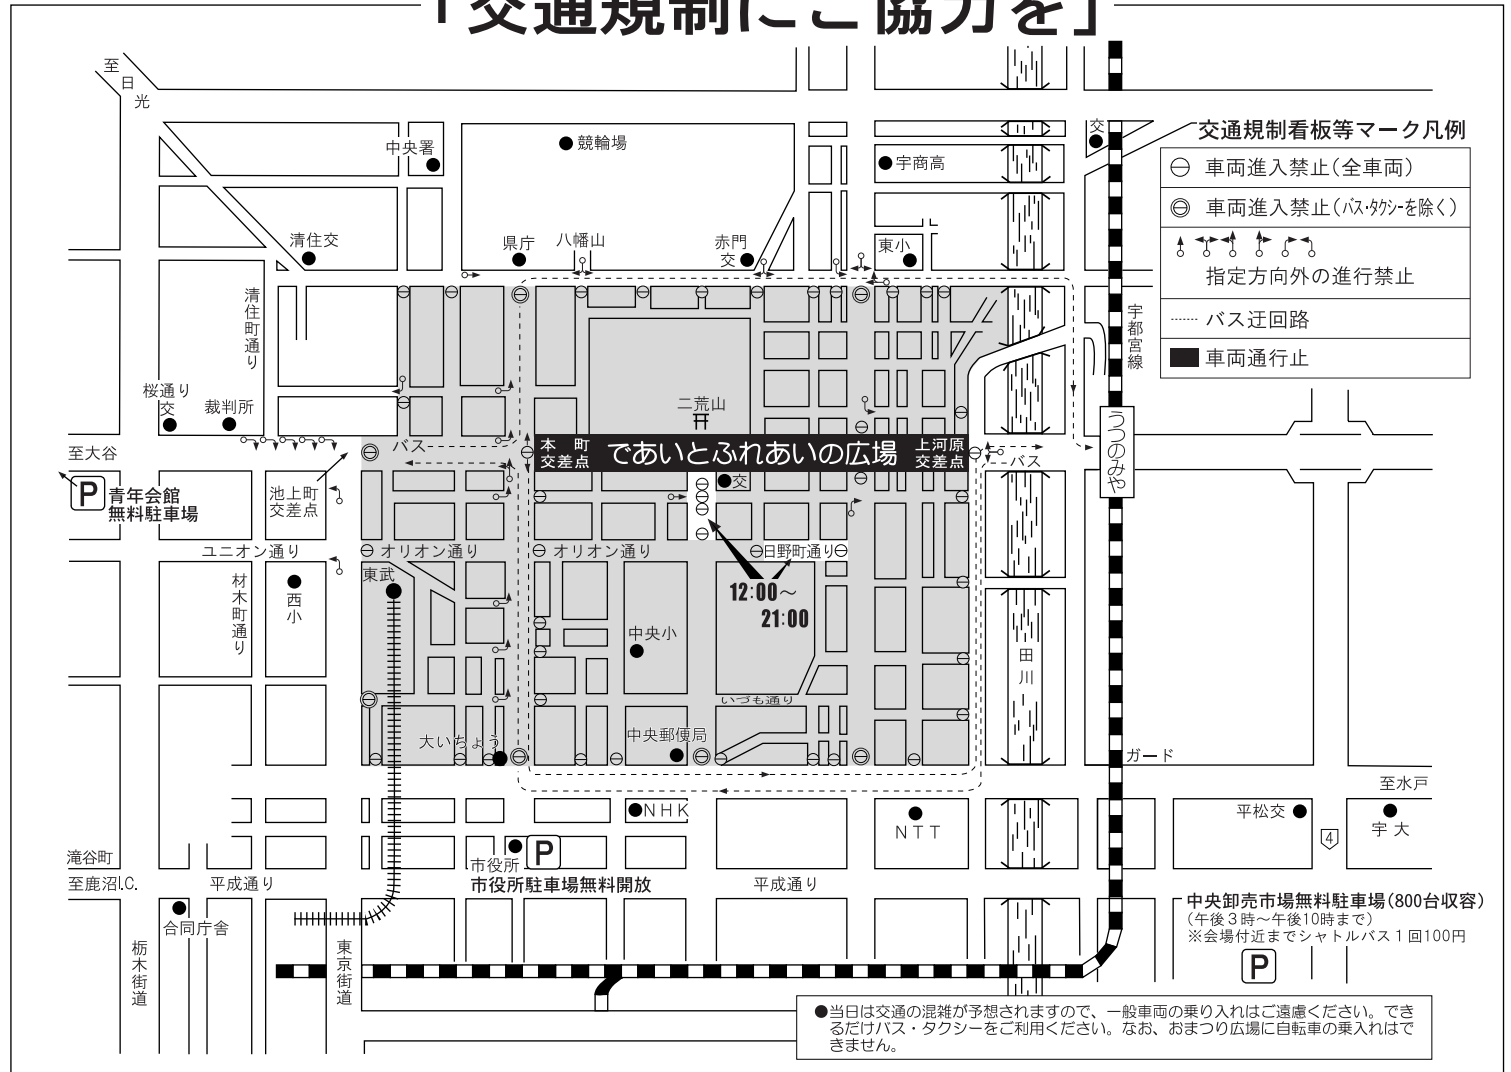 「交通規制にご協力を」
至日光
中央署
競輪場
宇商高
交
交通規制看板等マーク凡例
車両進入禁止(全車両)
車両進入禁止(バス・タクシーを除く)
指定方向外の進行禁止
バス迂回路
車両通行止
清住交
県庁
八幡山
赤門交
東小
清住町通り
宇都宮線
桜通り交
裁判所
二荒山
至大谷
バス
本町交差点
であいとふれあいの広場
上河原交差点
バス
うつのみや
P
青年会館
無料駐車場
池上町
交差点
交
ユニオン通り
オリオン通り
オリオン通り
日野町通り
東武
12:00〜
21:00
材木町通り
西小
中央小
田川
いづも通り
大いちょう
中央郵便局
ガード
至水戸
NHK
NTT
平松交
4
宇大
滝谷町
至鹿沼I.C.
平成通り
市役所
P
市役所駐車場無料開放
平成通り
中央卸売市場無料駐車場(800台収容)
(午後3時〜午後10時まで)
※会場付近までシャトルバス1回100円
P
合同庁舎
栃木街道
東京街道
●当日は交通の混雑が予想されますので、一般車両の乗り入れはご遠慮ください。でき
るだけバス・タクシーをご利用ください。なお、おまつり広場に自転車の乗入れはで
きません。